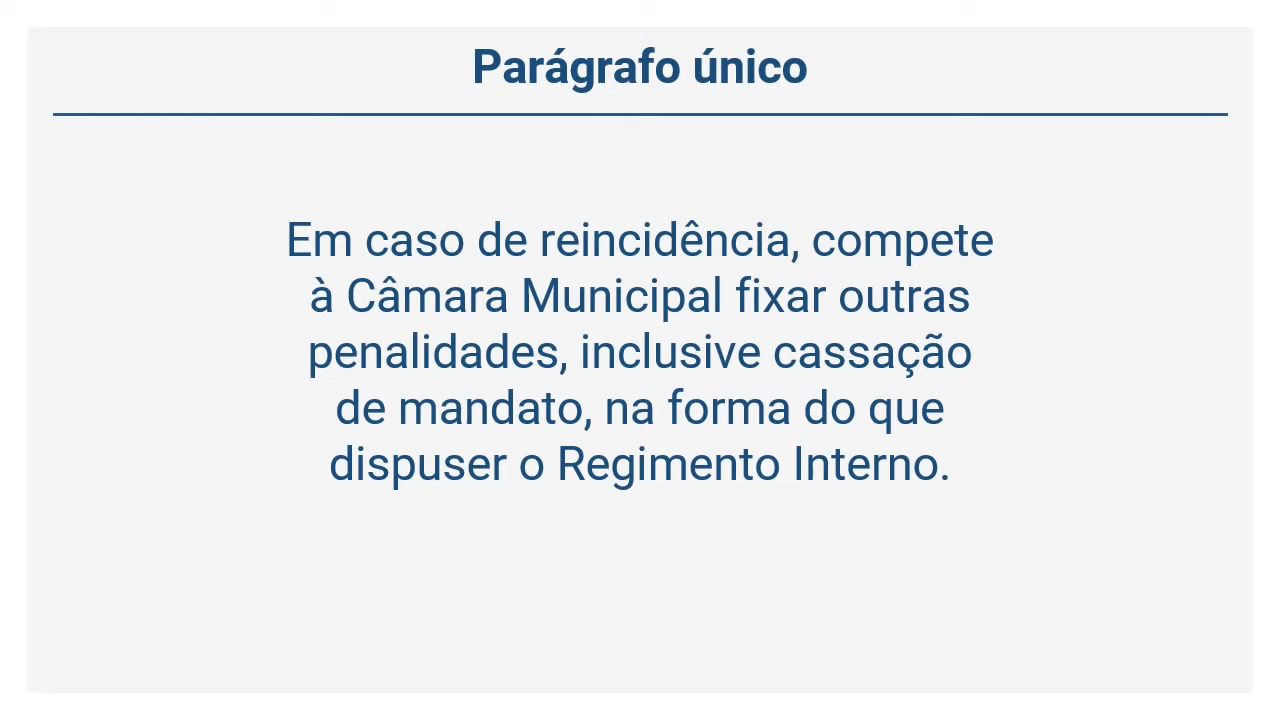 Parágrafo único
Em caso de reincidência, compete
à Câmara Municipal fixar outras
penalidades, inclusive cassação
de mandato, na forma do que
dispuser o Regimento Interno.